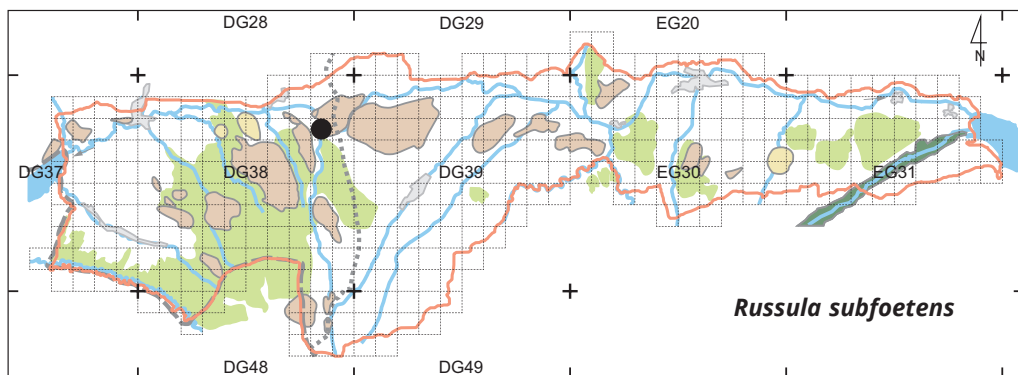 DG28 DG29 EG20
N
DG37 DG38 DG39 EG30 EG31
Russula subfoetens
DG48 DG49